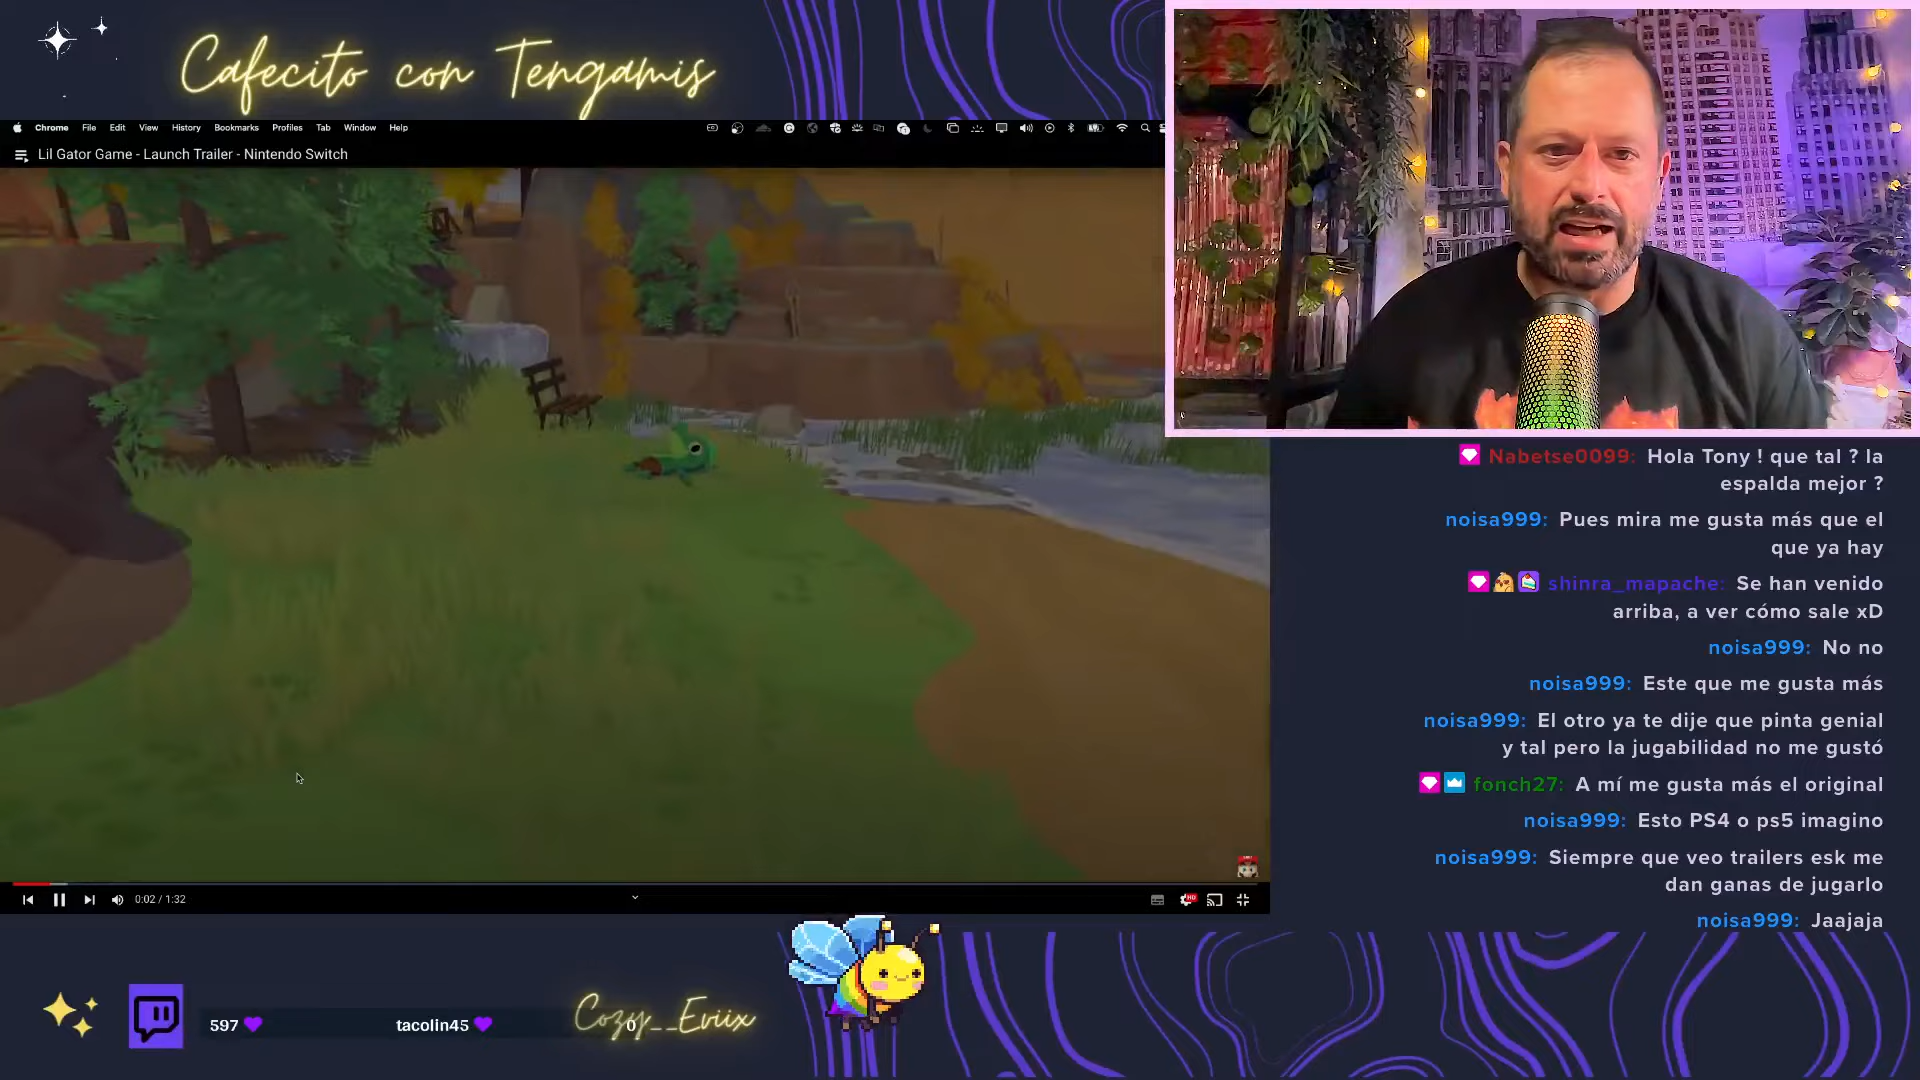 Cafecito con Tengamis
Chrome File Edit View History Bookmarks Profiles Tab Window Help
Lil Gator Game - Launch Trailer - Nintendo Switch
Nabetse0099: Hola Tony ! que tal ? la
espalda mejor ?
noisa999: Pues mira me gusta más que el
que ya hay
shinra_mapache: Se han venido
arriba, a ver cómo sale xD
noisa999: No no
noisa999: Este que me gusta más
noisa999: El otro ya te dije que pinta genial
y tal pero la jugabilidad no me gustó
fonch27: A mí me gusta más el original
noisa999: Esto PS4 o ps5 imagino
noisa999: Siempre que veo trailers esk me
dan ganas de jugarlo
noisa999: Jaajaja
0:02 / 1:32
HD
597
tacolin45
Cozy__Eviix
0